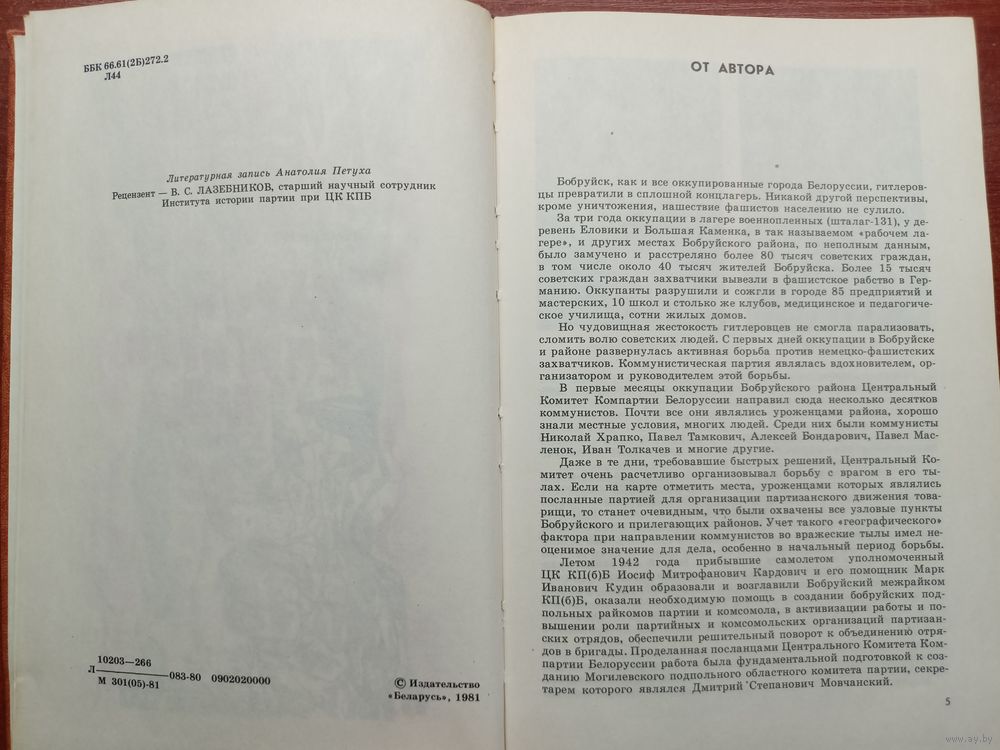 ББК 66.61(2Б)272.2
Л44
Литературная запись Анатолия Петуха
Рецензент — В. С. ЛАЗЕБНИКОВ, старший научный сотрудник
Института истории партии при ЦК КПБ
10203—266
Л————083-80 0902020000
М 301(05)-81
© Издательство
«Беларусь», 1981
ОТ АВТОРА
Бобруйск, как и все оккупированные города Белоруссии, гитлеров-
цы превратили в сплошной концлагерь. Никакой другой перспективы,
кроме уничтожения, нашествие фашистов населению не сулило.
За три года оккупации в лагере военнопленных (шталаг-131), у де-
ревень Еловики и Большая Каменка, в так называемом «рабочем ла-
гере», и других местах Бобруйского района, по неполным данным,
было замучено и расстреляно более 80 тысяч советских граждан,
в том числе около 40 тысяч жителей Бобруйска. Более 15 тысяч
советских граждан захватчики вывезли в фашистское рабство в Гер-
манию. Оккупанты разрушили и сожгли в городе 85 предприятий и
мастерских, 10 школ и столько же клубов, медицинское и педагогиче-
ское училища, сотни жилых домов.
Но чудовищная жестокость гитлеровцев не смогла парализовать,
сломить волю советских людей. С первых дней оккупации в Бобруйске
и районе развернулась активная борьба против немецко-фашистских
захватчиков. Коммунистическая партия являлась вдохновителем, ор-
ганизатором и руководителем этой борьбы.
В первые месяцы оккупации Бобруйского района Центральный
Комитет Компартии Белоруссии направил сюда несколько десятков
коммунистов. Почти все они являлись уроженцами района, хорошо
знали местные условия, многих людей. Среди них были коммунисты
Николай Храпко, Павел Тамкович, Алексей Бондарович, Павел Мас-
ленок, Иван Толкачев и многие другие.
Даже в те дни, требовавшие быстрых решений, Центральный Ко-
митет очень расчетливо организовывал борьбу с врагом в его ты-
лах. Если на карте отметить места, уроженцами которых являлись
посланные партией для организации партизанского движения това-
рищи, то станет очевидным, что были охвачены все узловые пункты
Бобруйского и прилегающих районов. Учет такого «географического»
фактора при направлении коммунистов во вражеские тылы имел не-
оценимое значение для дела, особенно в начальный период борьбы.
Летом 1942 года прибывшие самолетом уполномоченный
ЦК КП(б)Б Иосиф Митрофанович Кардович и его помощник Марк
Иванович Кудин образовали и возглавили Бобруйский межрайком
КП(б)Б, оказали необходимую помощь в создании бобруйских под-
польных райкомов партии и комсомола, в активизации работы и по-
вышении роли партийных и комсомольских организаций партизан-
ских отрядов, обеспечили решительный поворот к объединению отря-
дов в бригады. Проделанная посланцами Центрального Комитета Ком-
партии Белоруссии работа была фундаментальной подготовкой к соз-
данию Могилевского подпольного областного комитета партии, секре-
тарем которого являлся Дмитрий Степанович Мовчанский.
5
www.ay.by